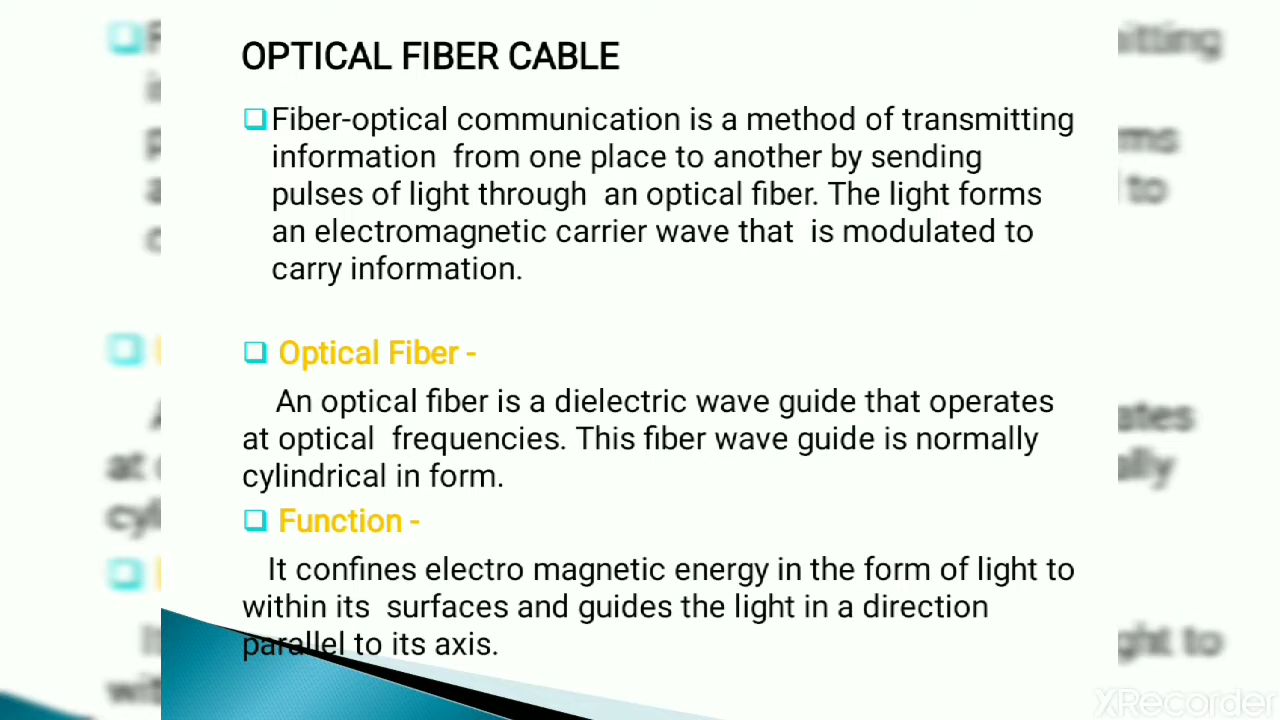 OPTICAL FIBER CABLE
Fiber-optical communication is a method of transmitting
information from one place to another by sending
pulses of light through an optical fiber. The light forms
an electromagnetic carrier wave that is modulated to
carry information.
Optical Fiber -
An optical fiber is a dielectric wave guide that operates
at optical frequencies. This fiber wave guide is normally
cylindrical in form.
Function -
It confines electro magnetic energy in the form of light to
within its surfaces and guides the light in a direction
parallel to its axis.
XRecorder